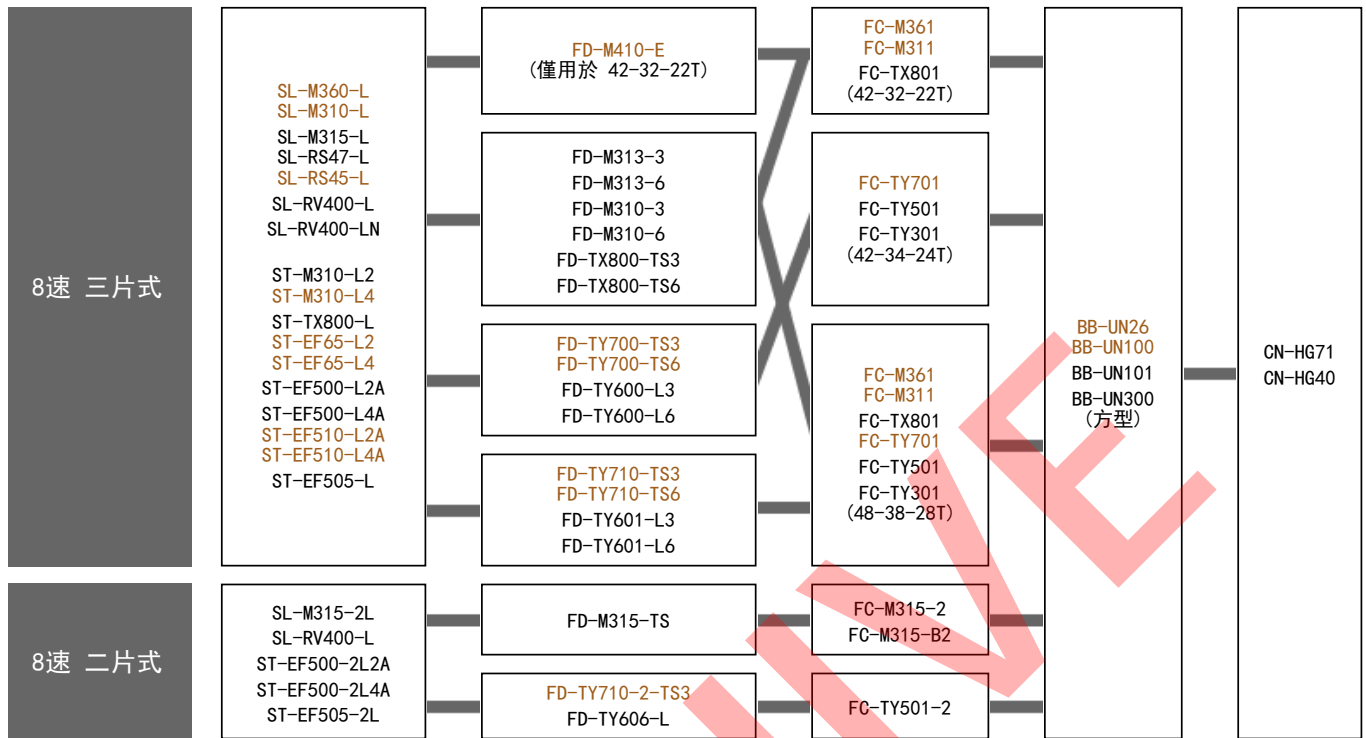 8速 三片式
SL-M360-L
SL-M310-L
SL-M315-L
SL-RS47-L
SL-RS45-L
SL-RV400-L
SL-RV400-LN
ST-M310-L2
ST-M310-L4
ST-TX800-L
ST-EF65-L2
ST-EF65-L4
ST-EF500-L2A
ST-EF500-L4A
ST-EF510-L2A
ST-EF510-L4A
ST-EF505-L
FD-M410-E
(僅用於 42-32-22T)
FD-M313-3
FD-M313-6
FD-M310-3
FD-M310-6
FD-TX800-TS3
FD-TX800-TS6
FD-TY700-TS3
FD-TY700-TS6
FD-TY600-L3
FD-TY600-L6
FD-TY710-TS3
FD-TY710-TS6
FD-TY601-L3
FD-TY601-L6
FC-M361
FC-M311
FC-TX801
(42-32-22T)
FC-TY701
FC-TY501
FC-TY301
(42-34-24T)
FC-M361
FC-M311
FC-TX801
FC-TY701
FC-TY501
FC-TY301
(48-38-28T)
8速 二片式
SL-M315-2L
SL-RV400-L
ST-EF500-2L2A
ST-EF500-2L4A
ST-EF505-2L
FD-M315-TS
FD-TY710-2-TS3
FD-TY606-L
FC-M315-2
FC-M315-B2
FC-TY501-2
BB-UN26
BB-UN100
BB-UN101
BB-UN300
(方型)
CN-HG71
CN-HG40